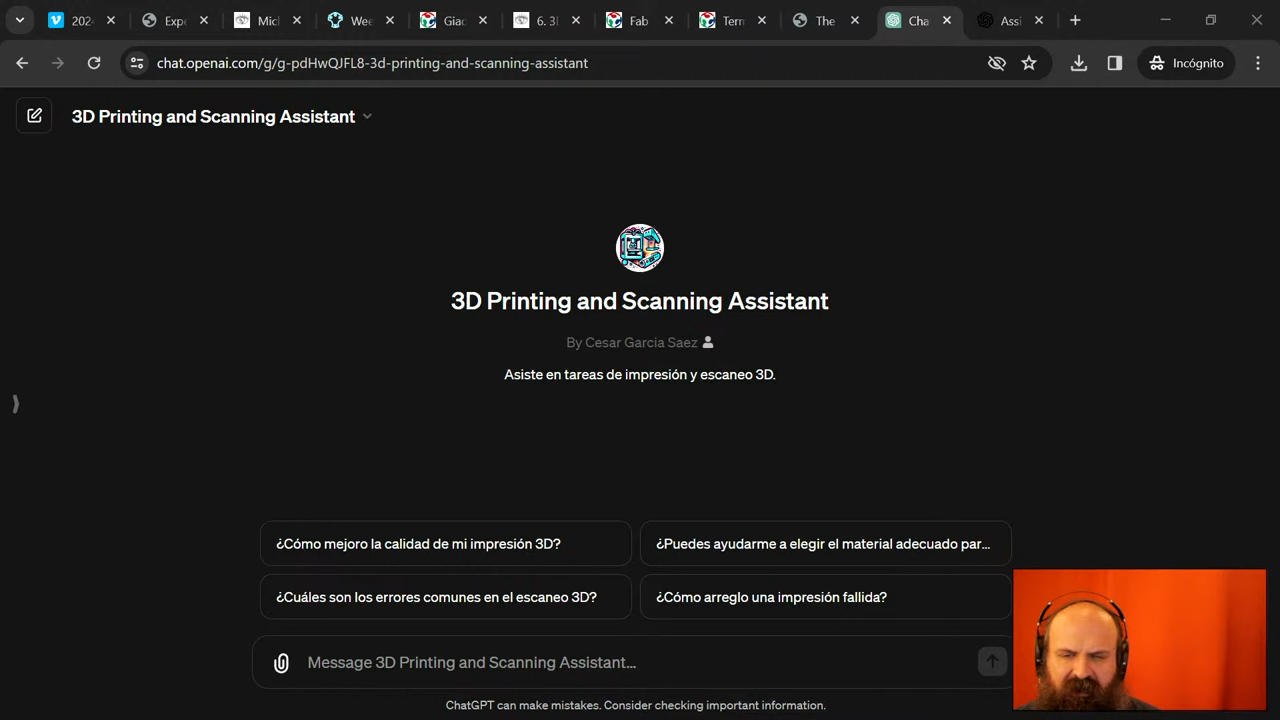 202
Exp
Mic
Wee
Giac
6. 3
Fab
Terr
The
Cha
Assi
chat.openai.com/g/g-pdHwQJFL8-3d-printing-and-scanning-assistant
Incógnito
3D Printing and Scanning Assistant
3D Printing and Scanning Assistant
By Cesar Garcia Saez
Asiste en tareas de impresión y escaneo 3D.
¿Cómo mejoro la calidad de mi impresión 3D?
¿Puedes ayudarme a elegir el material adecuado par...
¿Cuáles son los errores comunes en el escaneo 3D?
¿Cómo arreglo una impresión fallida?
Message 3D Printing and Scanning Assistant...
ChatGPT can make mistakes. Consider checking important information.